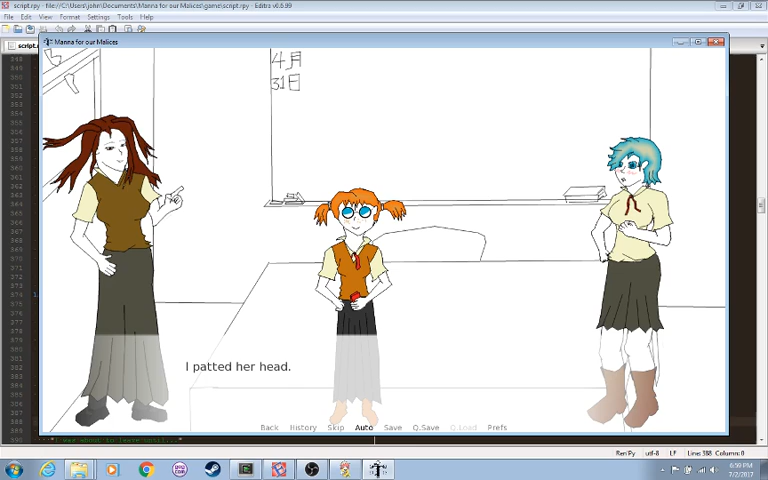 script.rpy - file://C:\Users\john\Documents\Manna for our Malices\game\script.rpy - Editra v0.6.99
File Edit View Format Settings Tools Help
Manna for our Malices
4月
31日
I patted her head.
Back History Skip Auto Save Q.Save Q.Load Prefs
Ren'Py utf-8 Line: 388 Column: 0
6:59 PM
7/2/2017